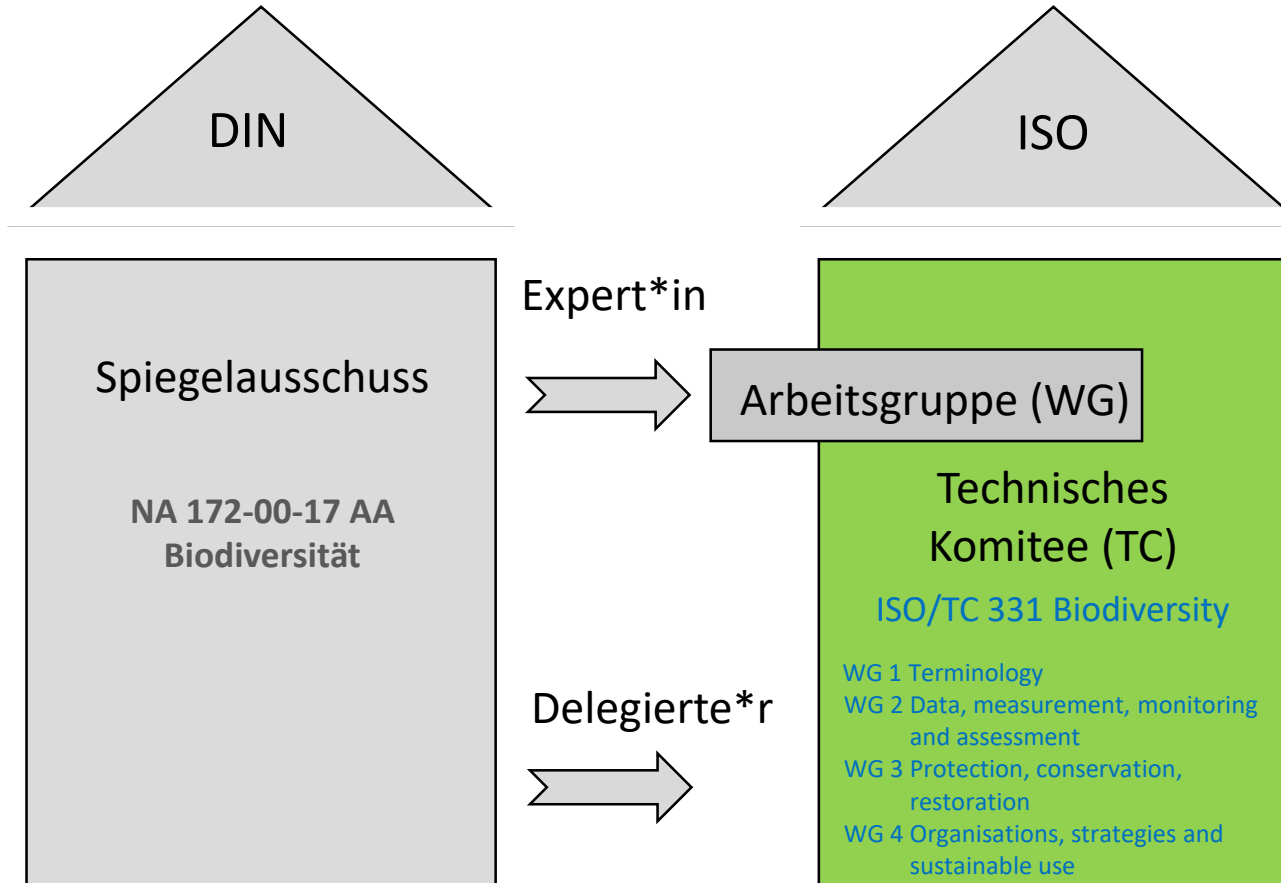 DIN
ISO
Expert*in
Spiegelausschuss
Arbeitsgruppe (WG)
NA 172-00-17 AA
Biodiversität
Technisches
Komitee (TC)
ISO/TC 331 Biodiversity
Delegierte*r
WG 1 Terminology
WG 2 Data, measurement, monitoring
and assessment
WG 3 Protection, conservation,
restoration
WG 4 Organisations, strategies and
sustainable use